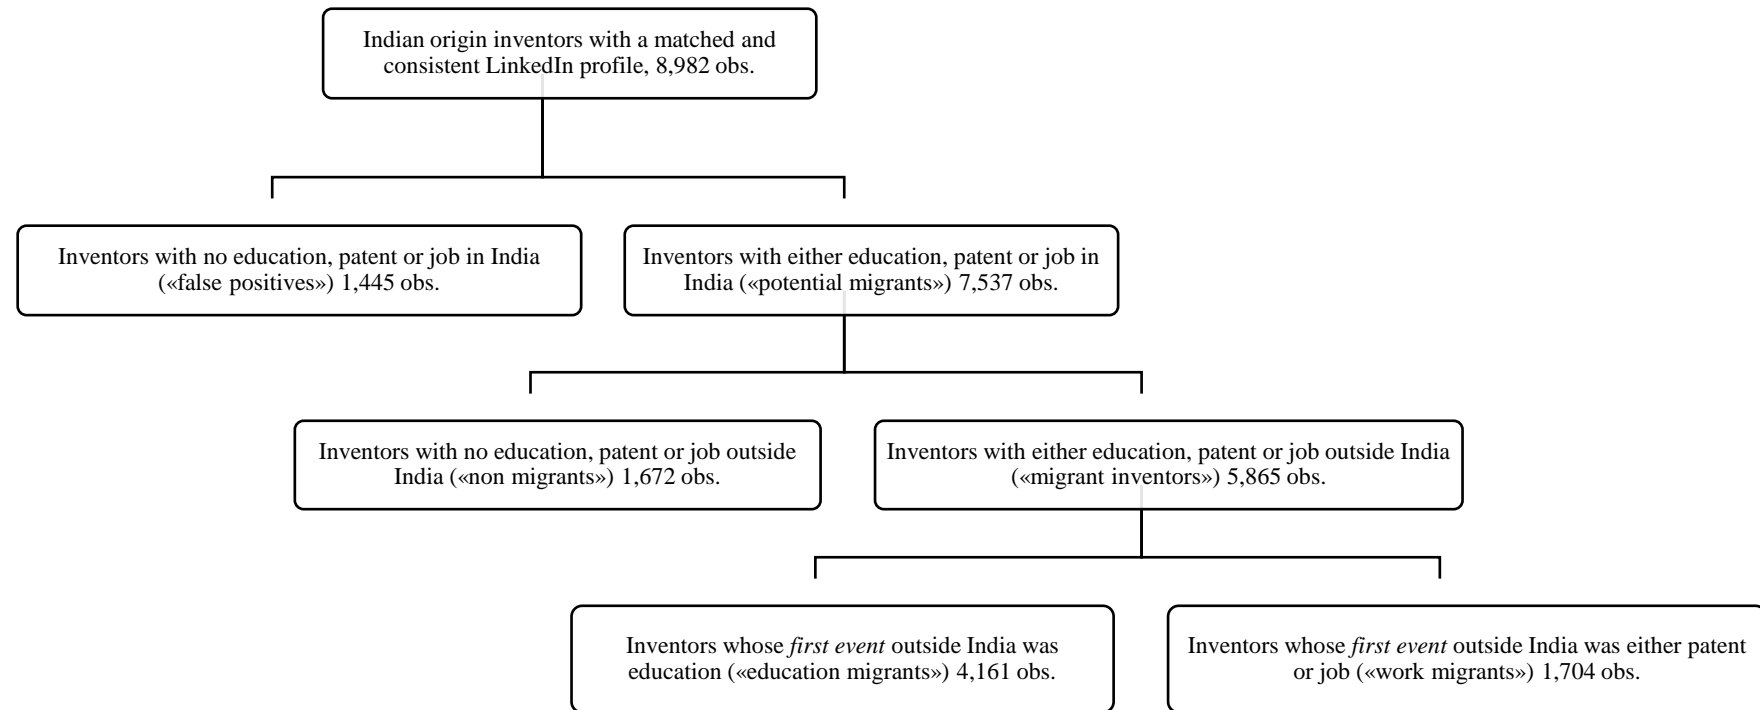 Indian origin inventors with a matched and
consistent LinkedIn profile, 8,982 obs.
Inventors with no education, patent or job in India
(«false positives») 1,445 obs.
Inventors with either education, patent or job in
India («potential migrants») 7,537 obs.
Inventors with no education, patent or job outside
India («non migrants») 1,672 obs.
Inventors with either education, patent or job outside India
(«migrant inventors») 5,865 obs.
Inventors whose first event outside India was
education («education migrants») 4,161 obs.
Inventors whose first event outside India was either patent
or job («work migrants») 1,704 obs.